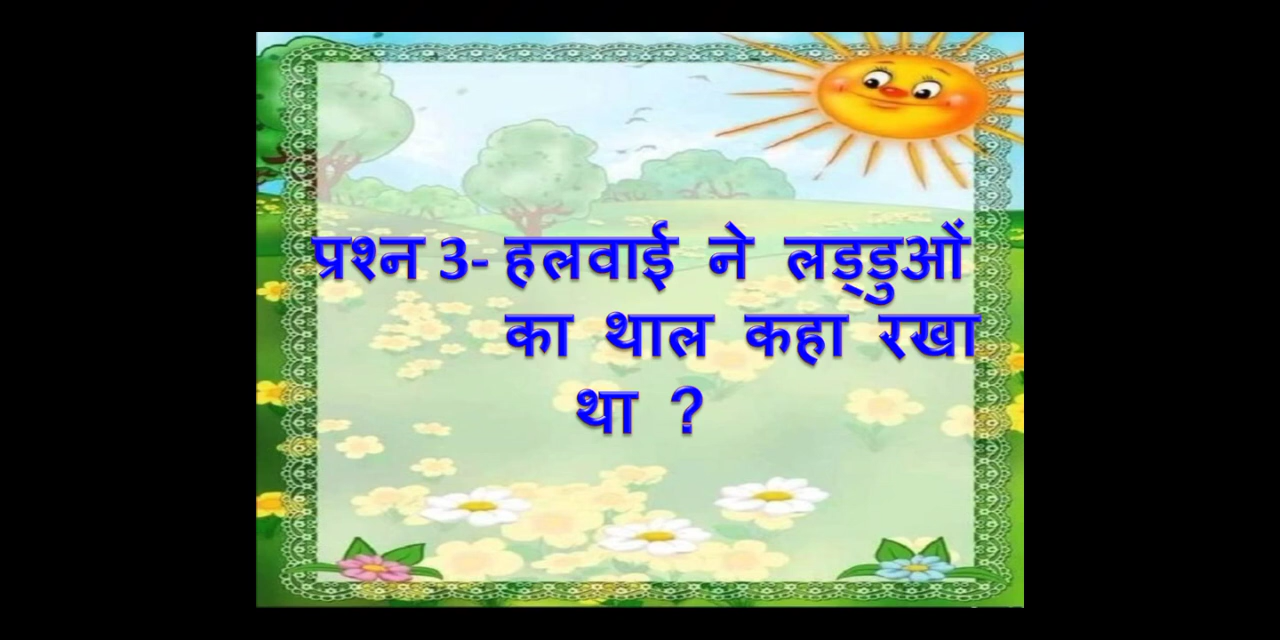 प्रश्न 3- हलवाई ने लड्डुओं
का थाल कहा रखा
था ?